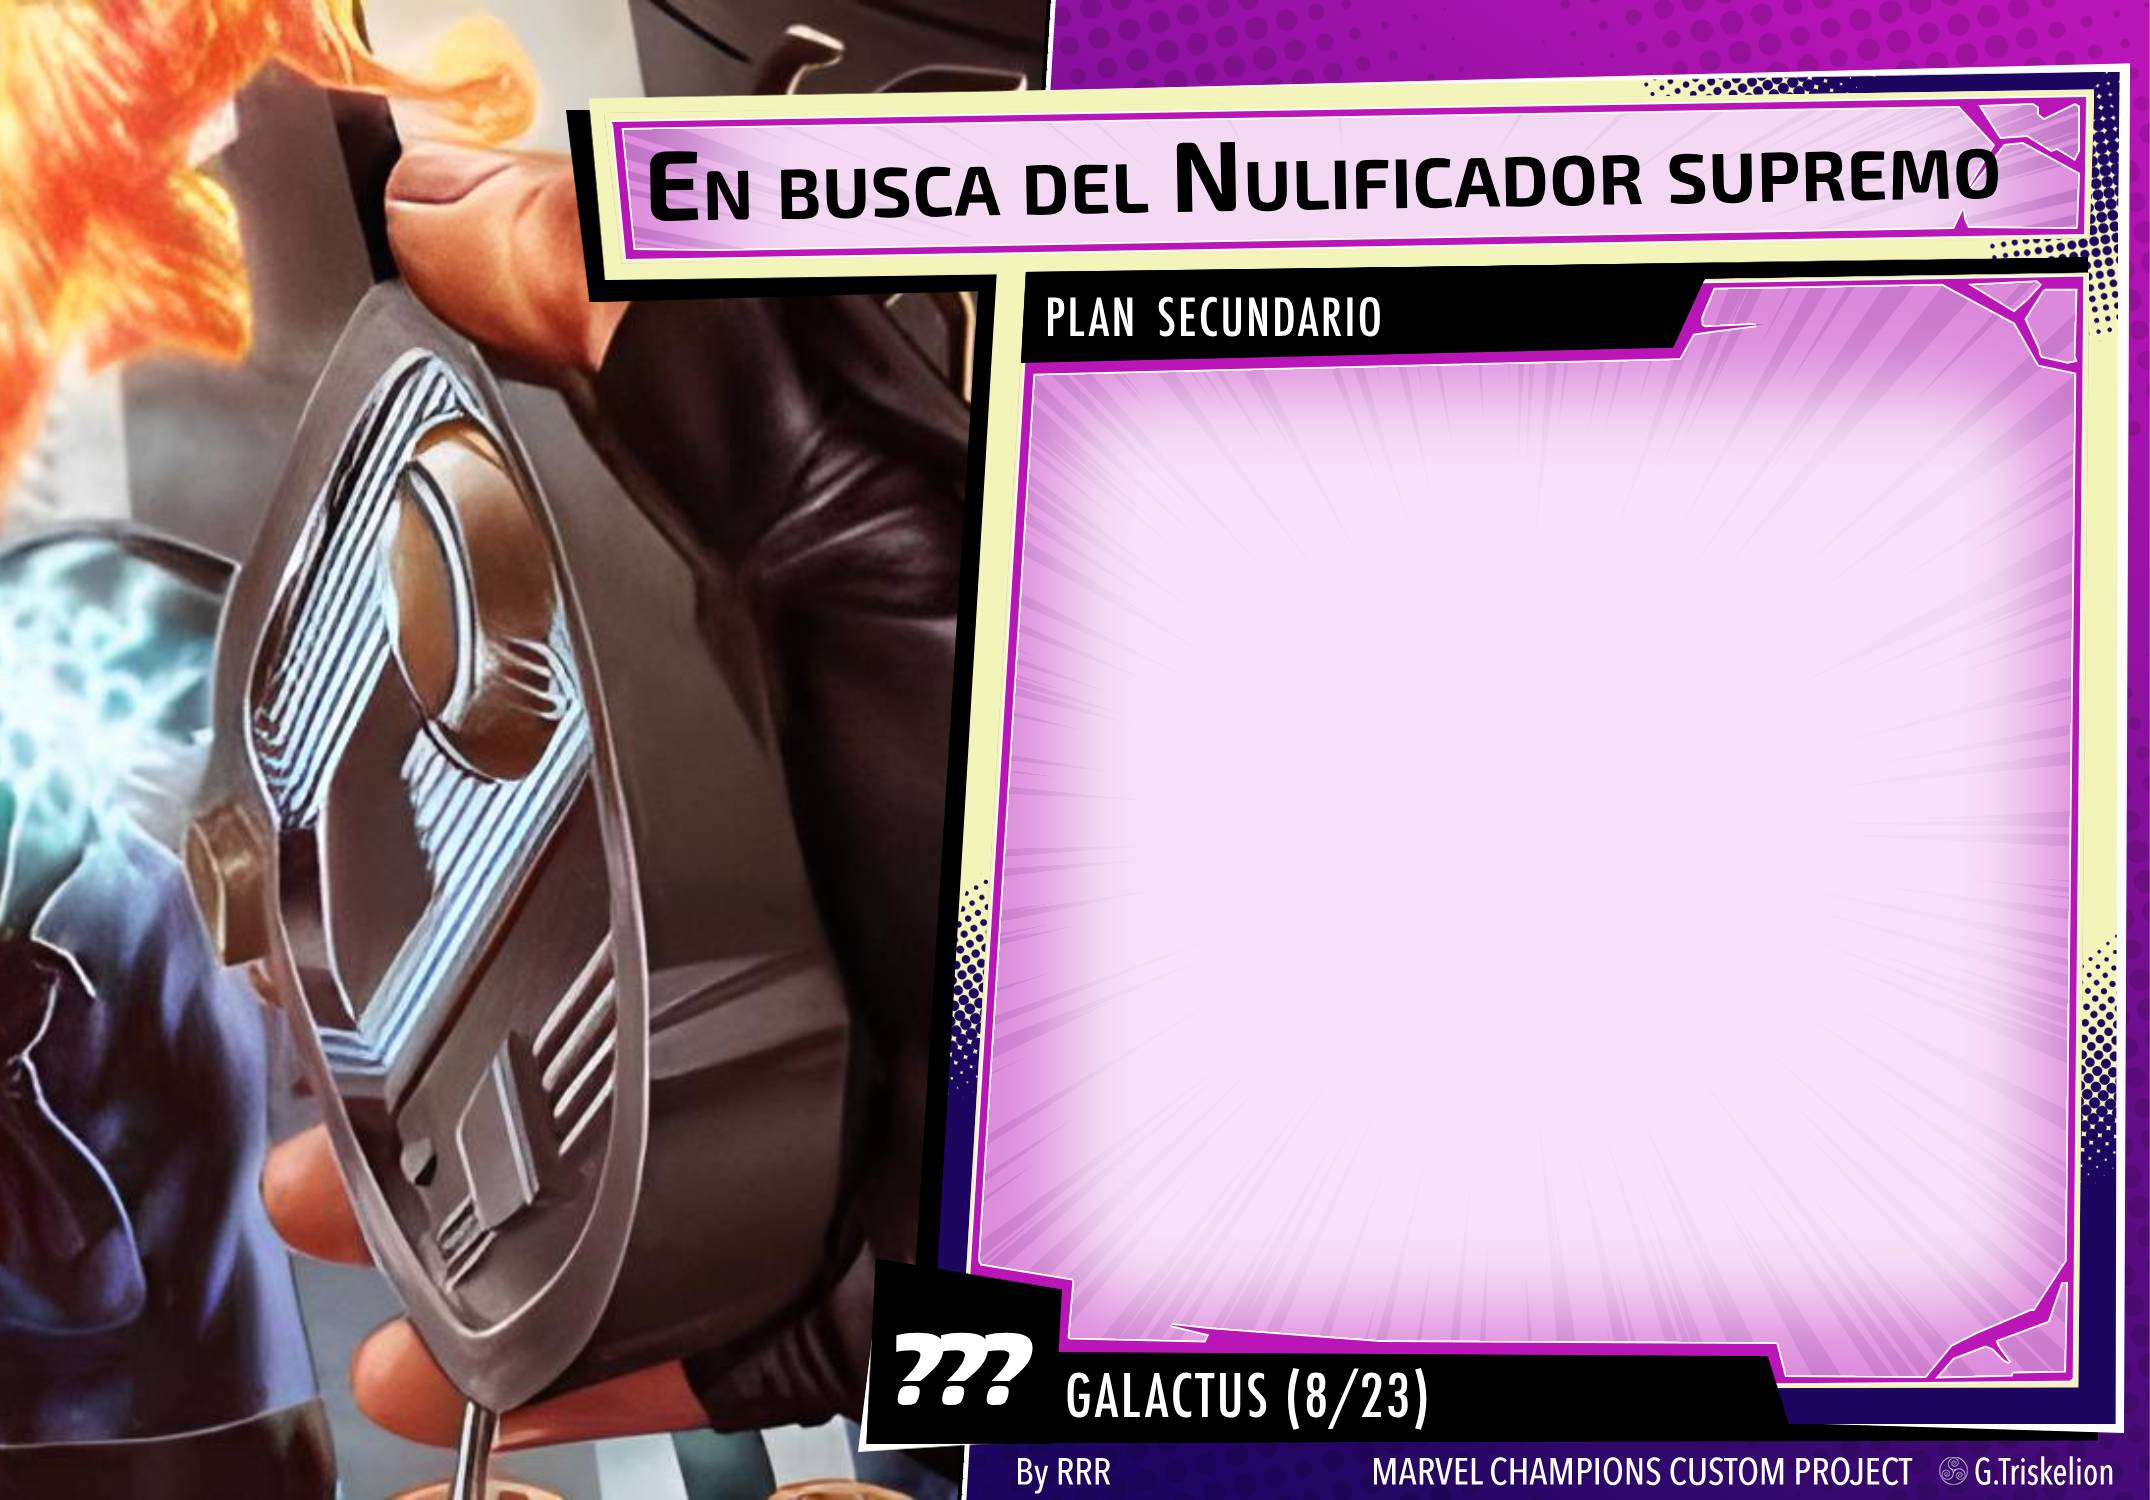 En busca del Nulificador supremo
PLAN SECUNDARIO
???
GALACTUS (8/23)
By RRR
MARVEL CHAMPIONS CUSTOM PROJECT
G.Triskelion